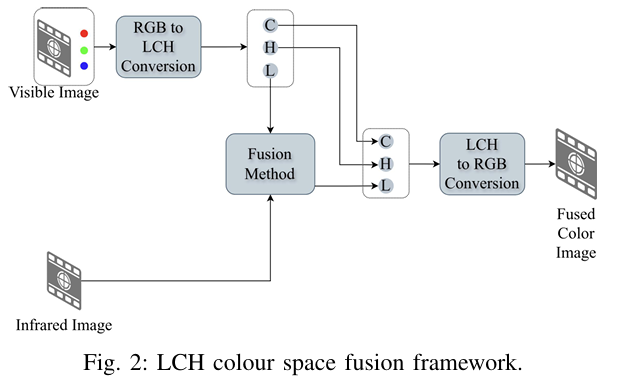 Visible Image
RGB to
LCH
Conversion
C
H
L
Fusion
Method
C
H
L
LCH
to RGB
Conversion
Fused
Color
Image
Infrared Image
Fig. 2: LCH colour space fusion framework.